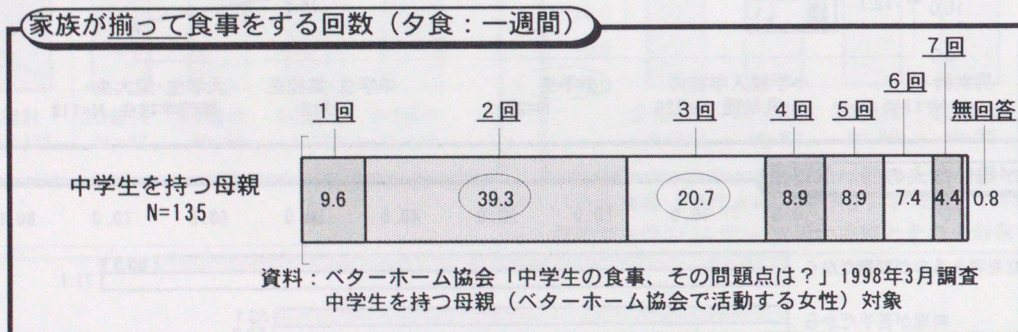 家族が揃って食事をする回数（夕食：一週間）
7回
6回
1回 2回 3回 4回 5回 無回答
中学生を持つ母親
N=135
9.6 39.3 20.7 8.9 8.9 7.4 4.4 0.8
資料：ベターホーム協会「中学生の食事、その問題点は？」1998年3月調査
中学生を持つ母親（ベターホーム協会で活動する女性）対象